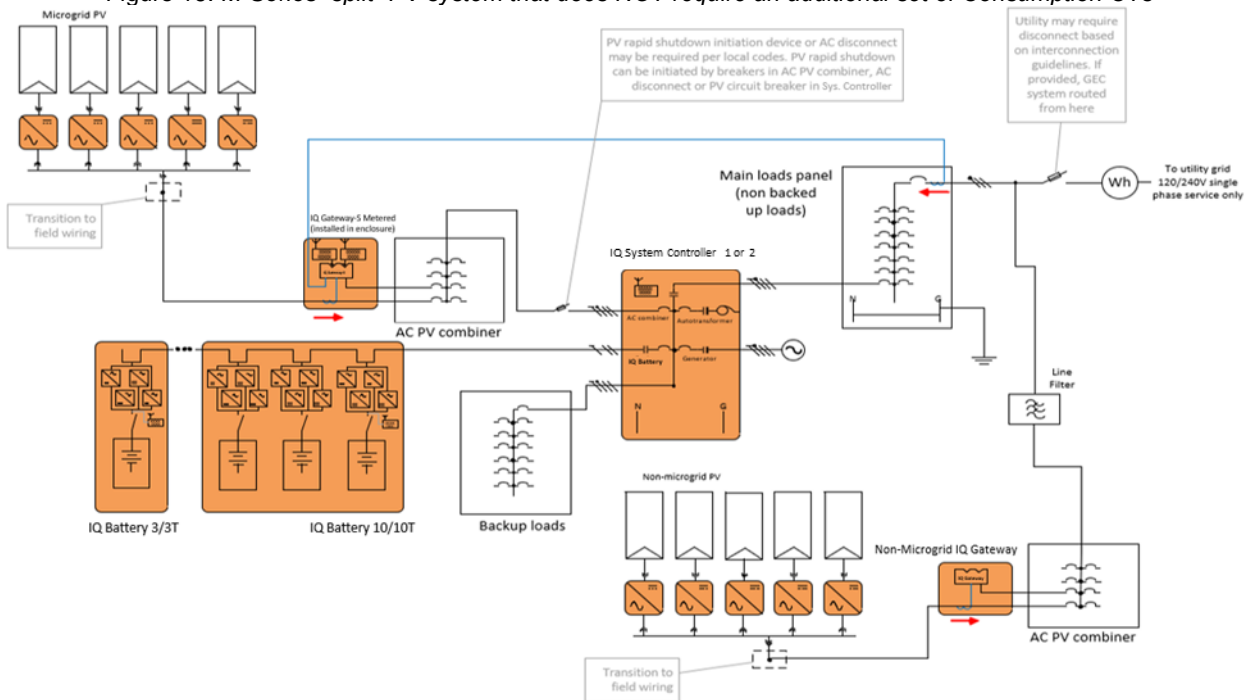 Microgrid PV
PV rapid shutdown initiation device or AC disconnect
may be required per local codes. PV rapid shutdown
can be initiated by breakers in AC PV combiner, AC
disconnect or PV circuit breaker in Sys. Controller
Utility may require
disconnect based
on interconnection
guidelines. If
provided, GEC
system routed
from here
Transition to
field wiring
IQ Gateway-S Metered
(installed in enclosure)
IQ Gateway-S
AC PV combiner
Main loads panel
(non backed
up loads)
N
G
Wh
To utility grid
120/240V single
phase service only
IQ System Controller 1 or 2
AC combiner
Autotransformer
IQ Battery
Generator
N
G
IQ Battery 3/3T
IQ Battery 10/10T
Backup loads
Line
Filter
Non-microgrid PV
Transition to
field wiring
Non-Microgrid IQ Gateway
IQ Gateway
AC PV combiner